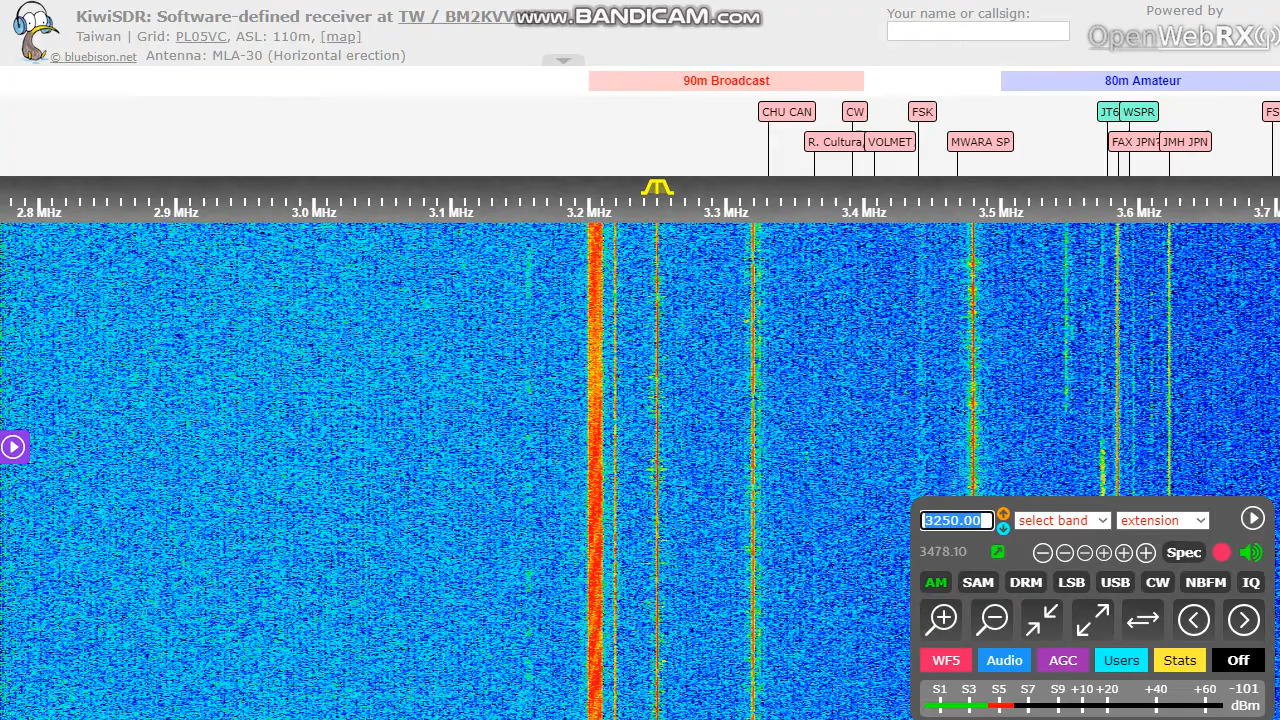 KiwiSDR: Software-defined receiver at TW / BM2KVV
www.BANDICAM.com
Taiwan | Grid: PL05VC, ASL: 110m, [map]
© bluebison.net Antenna: MLA-30 (Horizontal erection)
Your name or callsign:
Powered by
OpenWebRX
90m Broadcast 80m Amateur
CHU CAN CW FSK JT6 WSPR FS
R. Cultura, VOLMET MWARA SP FAX JPN? JMH JPN
2.8 MHz 2.9 MHz 3.0 MHz 3.1 MHz 3.2 MHz 3.3 MHz 3.4 MHz 3.5 MHz 3.6 MHz 3.7
3250.00 select band extension
3478.10 Spec
AM SAM DRM LSB USB CW NBFM IQ
WF5 Audio AGC Users Stats Off
S1 S3 S5 S7 S9 +10 +20 +40 +60 -101
dBm